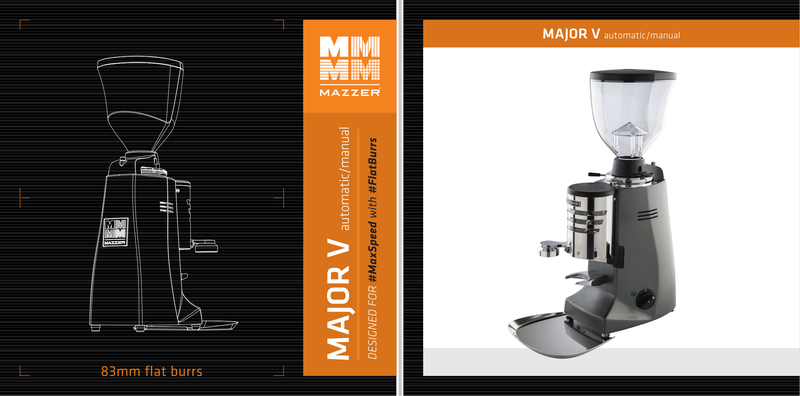 MAZZER
MAJOR V automatic/manual
DESIGNED FOR #MaxSpeed with #FlatBurrs
MAZZER
83mm flat burrs
MAJOR V automatic/manual